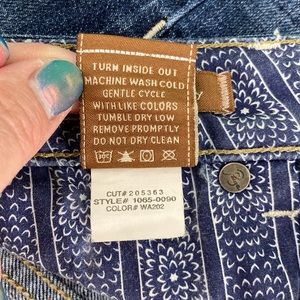 TURN INSIDE OUT
MACHINE WASH COLD
GENTLE CYCLE
WITH LIKE COLORS
TUMBLE DRY LOW
REMOVE PROMPTLY
DO NOT DRY CLEAN
CUT# 205363
STYLE# 1065-0090
COLOR# WA202